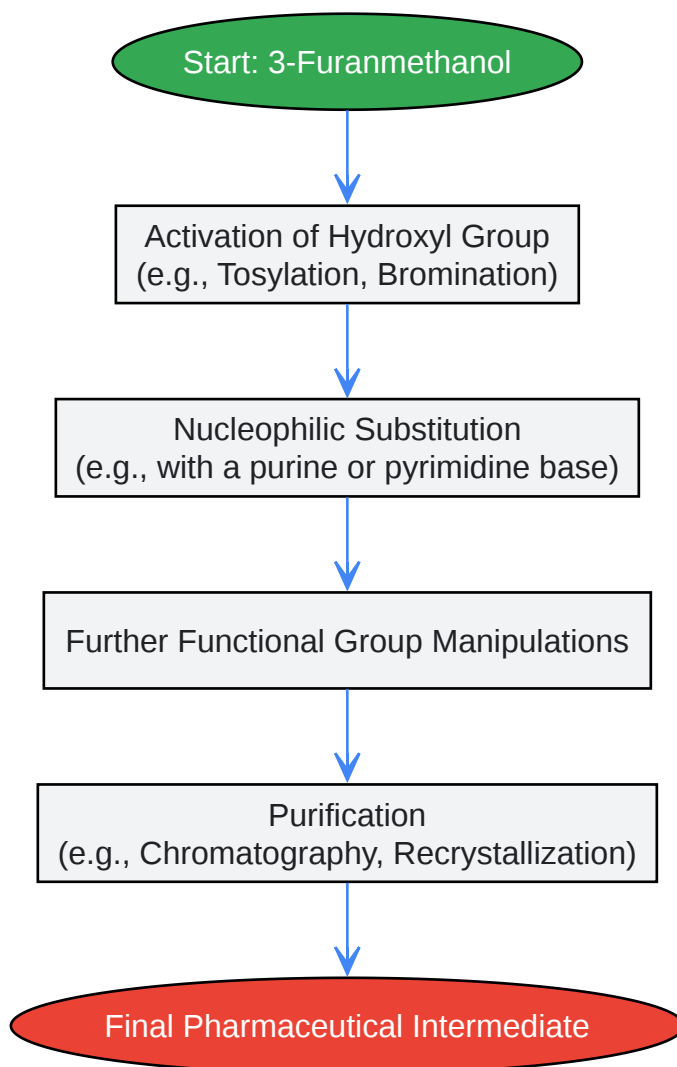 Start: 3-Furanmethanol
Activation of Hydroxyl Group
(e.g., Tosylation, Bromination)
Nucleophilic Substitution
(e.g., with a purine or pyrimidine base)
Further Functional Group Manipulations
Purification
(e.g., Chromatography, Recrystallization)
Final Pharmaceutical Intermediate